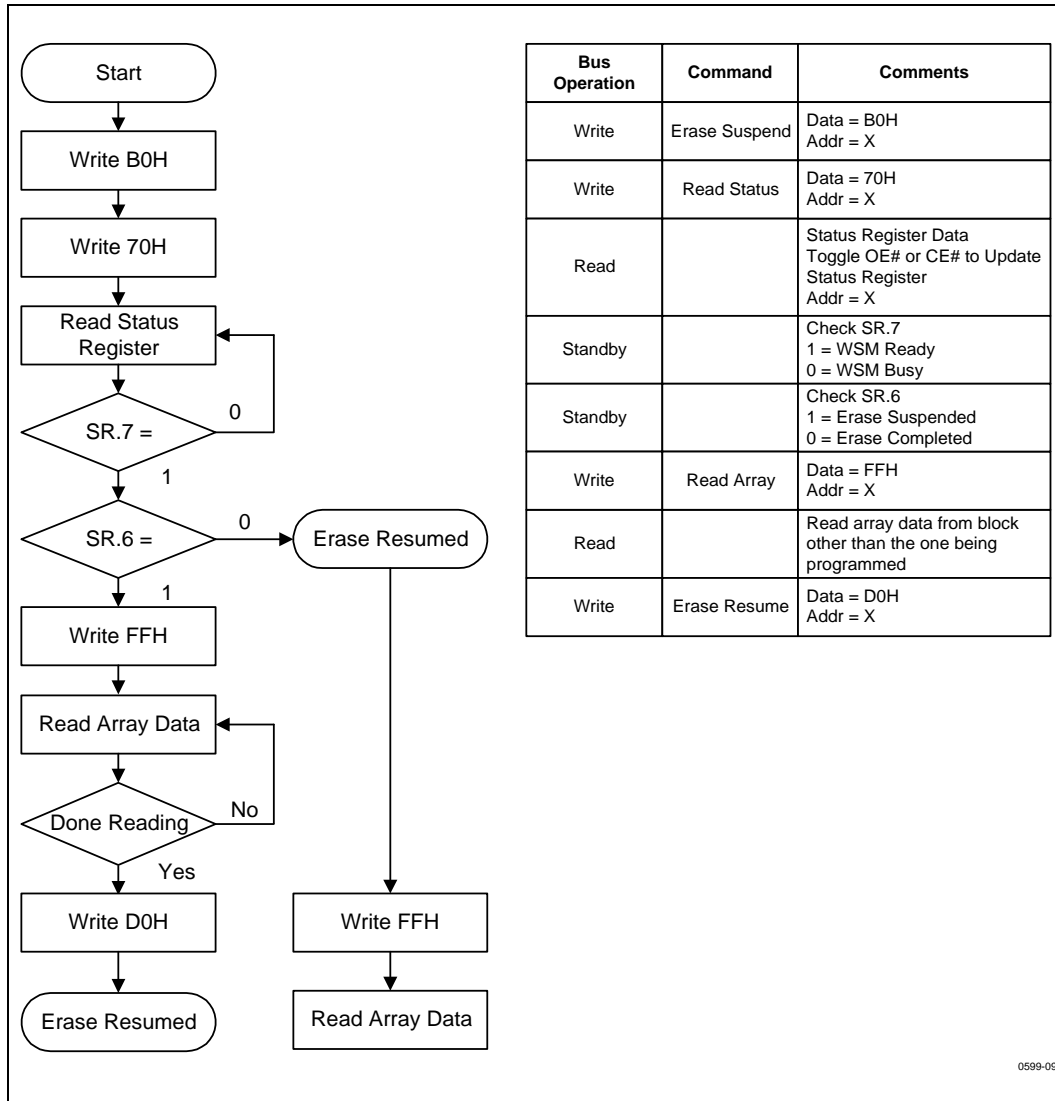 Start
Write B0H
Write 70H
Read Status
Register
SR.7 =
0
1
SR.6 =
0
Erase Resumed
1
Write FFH
Read Array Data
Done Reading
No
Yes
Write D0H
Erase Resumed
Write FFH
Read Array Data
Bus
Operation
Command
Comments
Write
Erase Suspend
Data = B0H
Addr = X
Write
Read Status
Data = 70H
Addr = X
Read
Status Register Data
Toggle OE# or CE# to Update
Status Register
Addr = X
Standby
Check SR.7
1 = WSM Ready
0 = WSM Busy
Standby
Check SR.6
1 = Erase Suspended
0 = Erase Completed
Write
Read Array
Data = FFH
Addr = X
Read
Read array data from block
other than the one being
programmed
Write
Erase Resume
Data = D0H
Addr = X
0599-09